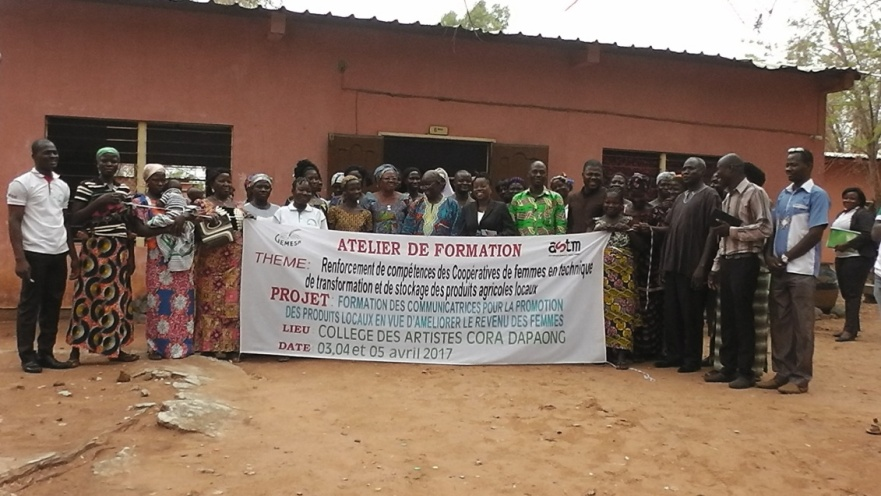 GEMESA
ATELIER DE FORMATION
THEME: Renforcement de compétences des Coopératives de femmes en technique
de transformation et de stockage des produits agricoles locaux
PROJET: FORMATION DES COMMUNICATRICES POUR LA PROMOTION
DES PRODUITS LOCAUX EN VUE D'AMELIORER LE REVENU DES FEMMES
LIEU COLLEGE DES ARTISTES CORA DAPAONG
DATE 03,04 et 05 avril 2017